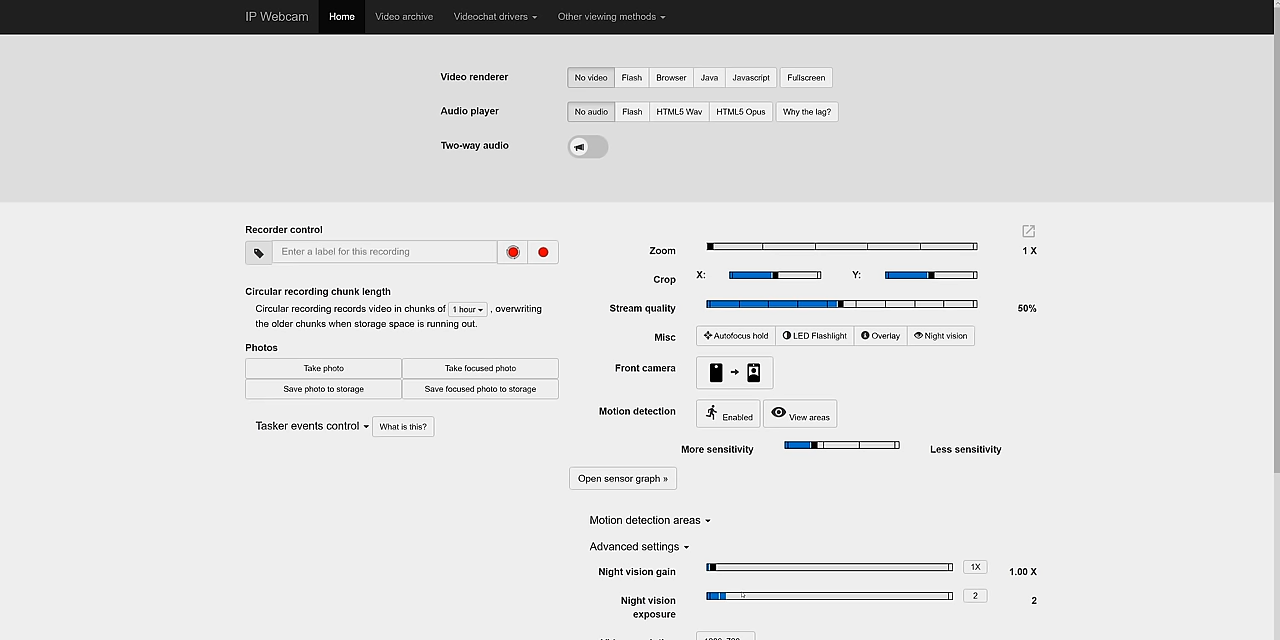 IP Webcam Home Video archive Videochat drivers Other viewing methods
Video renderer No video Flash Browser Java Javascript Fullscreen
Audio player No audio Flash HTML5 Wav HTML5 Opus Why the lag?
Two-way audio
Recorder control
Enter a label for this recording
Circular recording chunk length
Circular recording records video in chunks of 1 hour , overwriting
the older chunks when storage space is running out.
Photos
Take photo Take focused photo
Save photo to storage Save focused photo to storage
Tasker events control What is this?
Zoom 1 X
Crop X: Y:
Stream quality 50%
Misc Autofocus hold LED Flashlight Overlay Night vision
Front camera
Motion detection Enabled View areas
More sensitivity Less sensitivity
Open sensor graph »
Motion detection areas
Advanced settings
Night vision gain 1X 1.00 X
Night vision
exposure 2 2